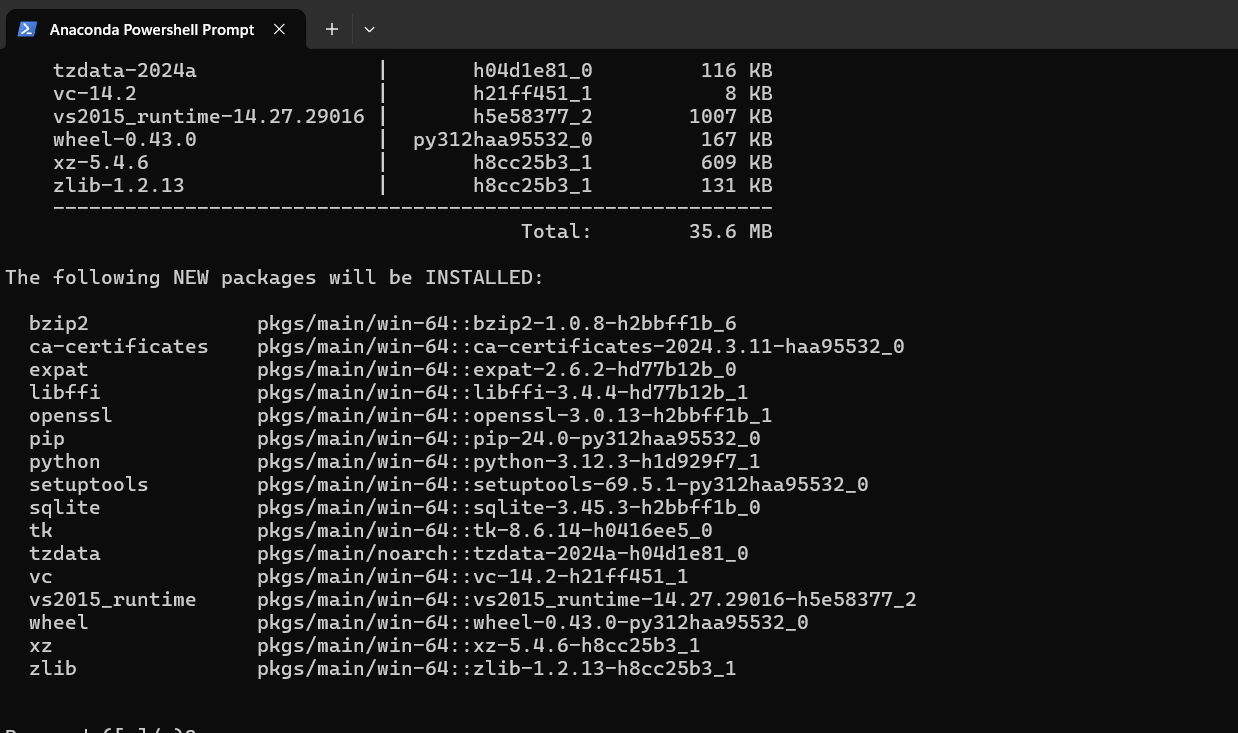 Anaconda Powershell Prompt
tzdata-2024a | h04d1e81_0 116 KB
vc-14.2 | h21ff451_1 8 KB
vs2015_runtime-14.27.29016 | h5e58377_2 1007 KB
wheel-0.43.0 | py312haa95532_0 167 KB
xz-5.4.6 | h8cc25b3_1 609 KB
zlib-1.2.13 | h8cc25b3_1 131 KB
------------------------------------------------------------
Total: 35.6 MB
The following NEW packages will be INSTALLED:
bzip2 pkgs/main/win-64::bzip2-1.0.8-h2bbff1b_6
ca-certificates pkgs/main/win-64::ca-certificates-2024.3.11-haa95532_0
expat pkgs/main/win-64::expat-2.6.2-hd77b12b_0
libffi pkgs/main/win-64::libffi-3.4.4-hd77b12b_1
openssl pkgs/main/win-64::openssl-3.0.13-h2bbff1b_1
pip pkgs/main/win-64::pip-24.0-py312haa95532_0
python pkgs/main/win-64::python-3.12.3-h1d929f7_1
setuptools pkgs/main/win-64::setuptools-69.5.1-py312haa95532_0
sqlite pkgs/main/win-64::sqlite-3.45.3-h2bbff1b_0
tk pkgs/main/win-64::tk-8.6.14-h0416ee5_0
tzdata pkgs/main/noarch::tzdata-2024a-h04d1e81_0
vc pkgs/main/win-64::vc-14.2-h21ff451_1
vs2015_runtime pkgs/main/win-64::vs2015_runtime-14.27.29016-h5e58377_2
wheel pkgs/main/win-64::wheel-0.43.0-py312haa95532_0
xz pkgs/main/win-64::xz-5.4.6-h8cc25b3_1
zlib pkgs/main/win-64::zlib-1.2.13-h8cc25b3_1